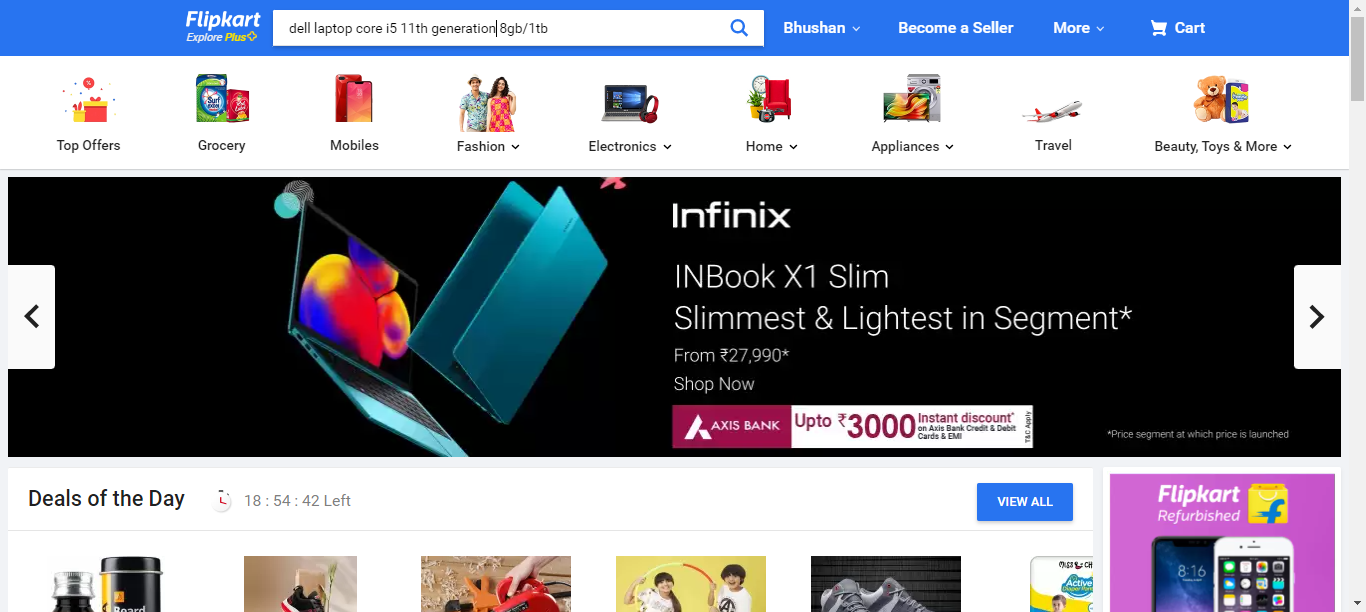 Flipkart
Explore Plus
dell laptop core i5 11th generation 8gb/1tb
Bhushan
Become a Seller
More
Cart
Top Offers
Grocery
Mobiles
Fashion
Electronics
Home
Appliances
Travel
Beauty, Toys & More
Infinix
INBook X1 Slim
Slimmest & Lightest in Segment*
From ₹27,990*
Shop Now
AXIS BANK
Upto ₹3000
Instant discount*
on Axis Bank Credit & Debit
Cards & EMI
T&C Apply
*Price segment at which price is launched
Deals of the Day
18 : 54 : 42 Left
VIEW ALL
Flipkart
Refurbished
8:16
Beard
Active